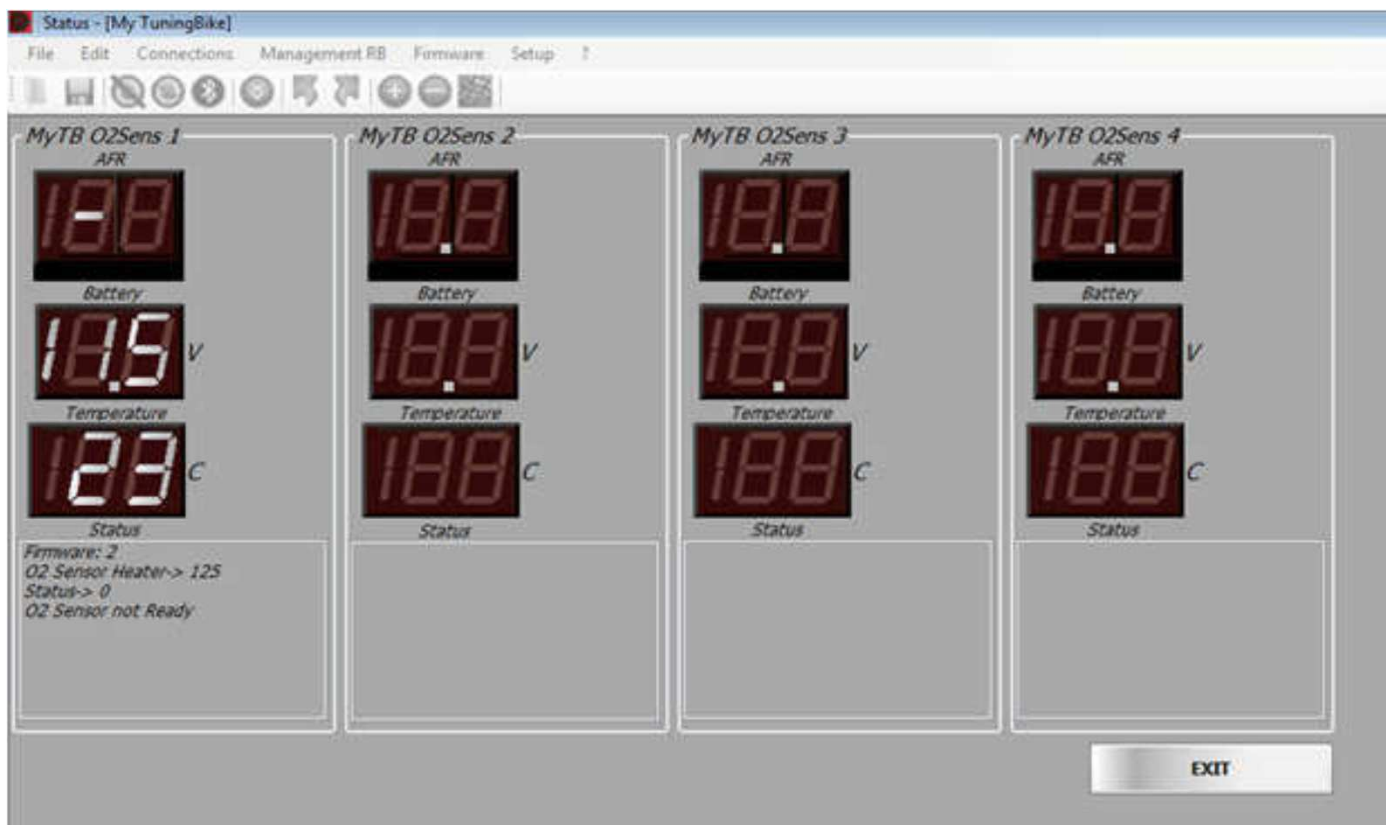 Status - [My TuningBike]
File Edit Connections Management RB Firmware Setup ?
MyTB O2Sens 1
AFR
-
Battery
11.5 V
Temperature
23 C
Status
Firmware: 2
O2 Sensor Heater-> 125
Status-> 0
O2 Sensor not Ready
MyTB O2Sens 2
AFR
.
Battery
. V
Temperature
C
Status
MyTB O2Sens 3
AFR
.
Battery
. V
Temperature
C
Status
MyTB O2Sens 4
AFR
.
Battery
. V
Temperature
C
Status
EXIT